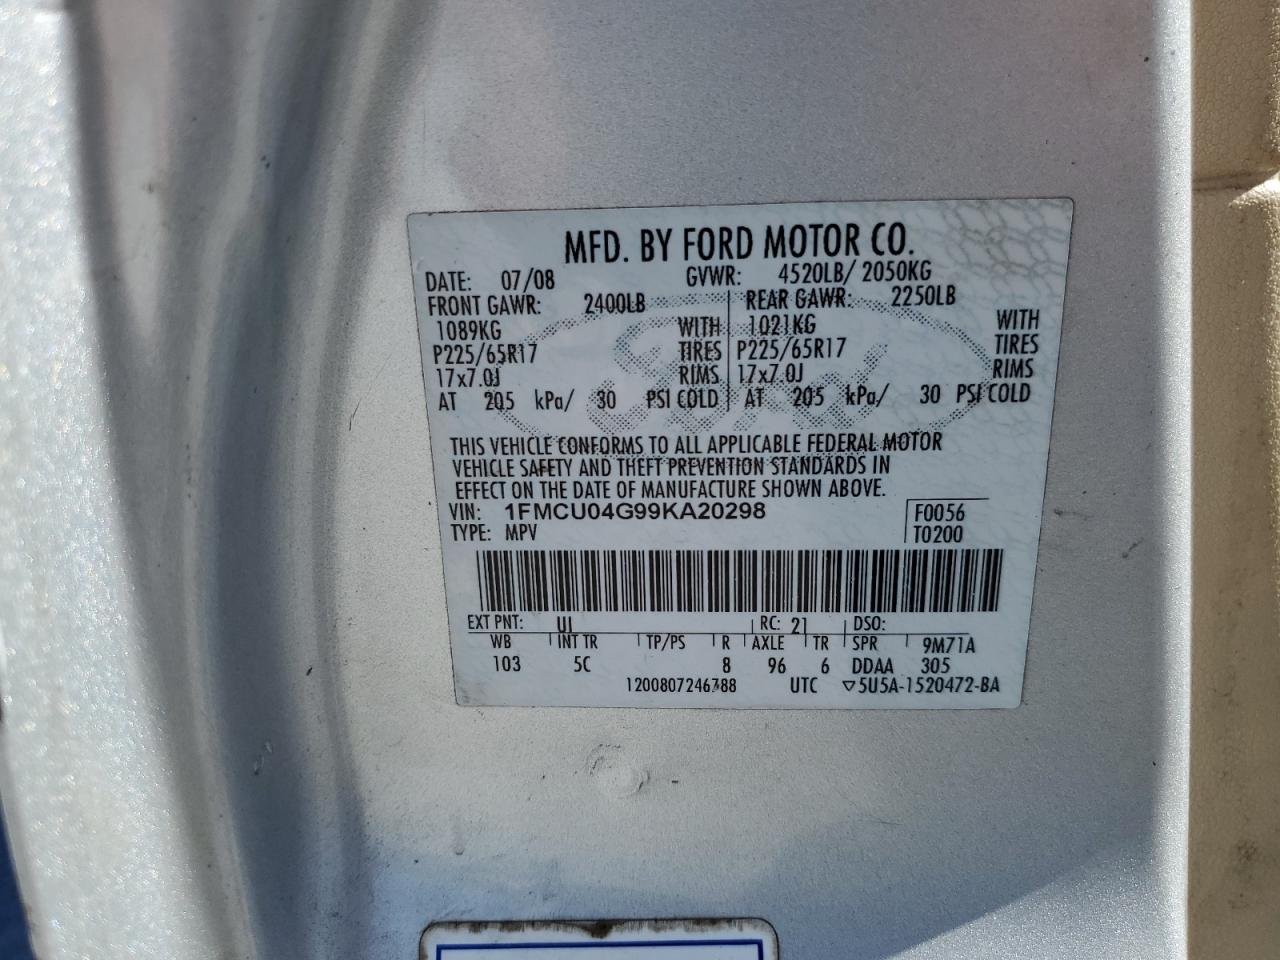 MFD. BY FORD MOTOR CO.
DATE: 07/08 GVWR: 4520LB/ 2050KG
FRONT GAWR: 2400LB REAR GAWR: 2250LB
1089KG WITH 1021KG WITH
P225/65R17 TIRES P225/65R17 TIRES
17x7.0J RIMS 17x7.0J RIMS
AT 205 kPa/ 30 PSI COLD AT 205 kPa/ 30 PSI COLD
THIS VEHICLE CONFORMS TO ALL APPLICABLE FEDERAL MOTOR
VEHICLE SAFETY AND THEFT PREVENTION STANDARDS IN
EFFECT ON THE DATE OF MANUFACTURE SHOWN ABOVE.
VIN: 1FMCU04G99KA20298 F0056
TYPE: MPV T0200
EXT PNT: UI RC: 21 DSO:
WB INT TR TP/PS R AXLE TR SPR 9M71A
103 5C 8 96 6 DDAA 305
1200807246788 UTC ▽5U5A-1520472-BA